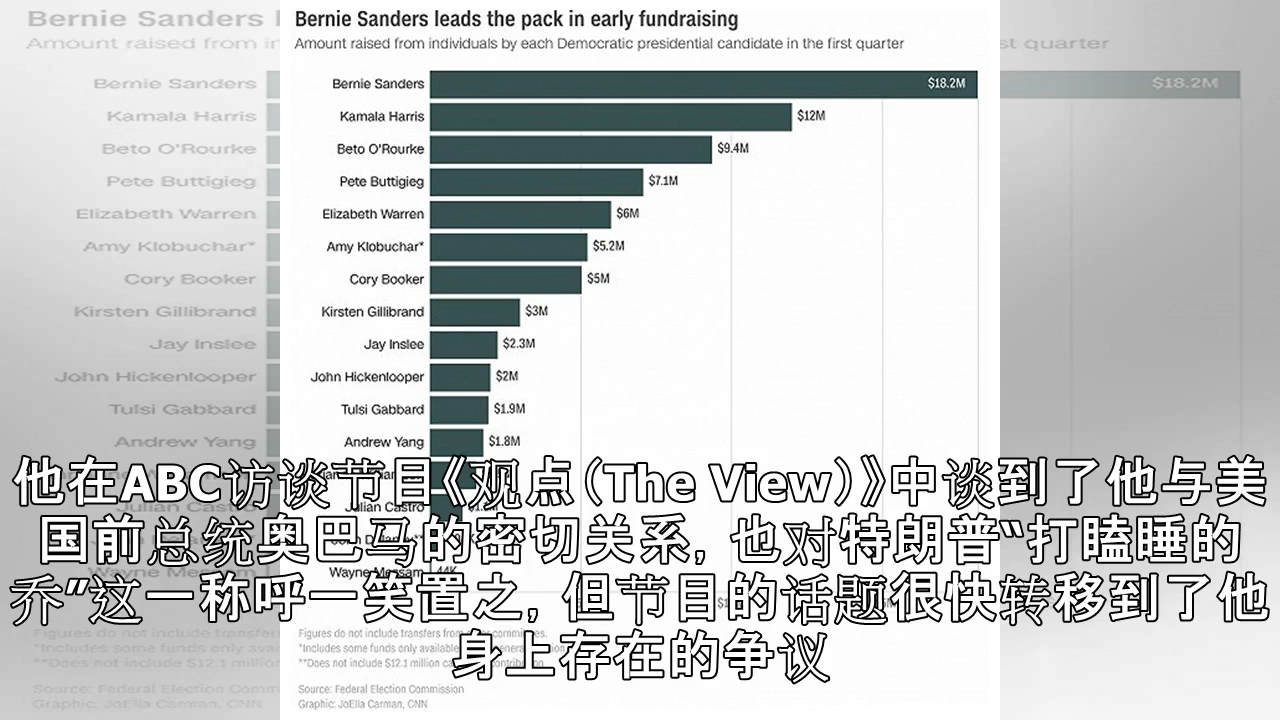 Bernie Sanders leads the pack in early fundraising
Amount raised from individuals by each Democratic presidential candidate in the first quarter
Bernie Sanders $18.2M
Kamala Harris $12M
Beto O'Rourke $9.4M
Pete Buttigieg $7.1M
Elizabeth Warren $6M
Amy Klobuchar* $5.2M
Cory Booker $5M
Kirsten Gillibrand $3M
Jay Inslee $2.3M
John Hickenlooper $2M
Tulsi Gabbard $1.9M
Andrew Yang $1.8M
Julian Castro
Wayne Messam 44K
他在ABC访谈节目《观点(The View)》中谈到了他与美
国前总统奥巴马的密切关系, 也对特朗普“打瞌睡的
乔”这一称呼一笑置之, 但节目的话题很快转移到了他
身上存在的争议
Figures do not include transfers from committees.
*Includes some funds only available
**Does not include $12.1 million
Source: Federal Election Commission
Graphic: JoElla Carman, CNN